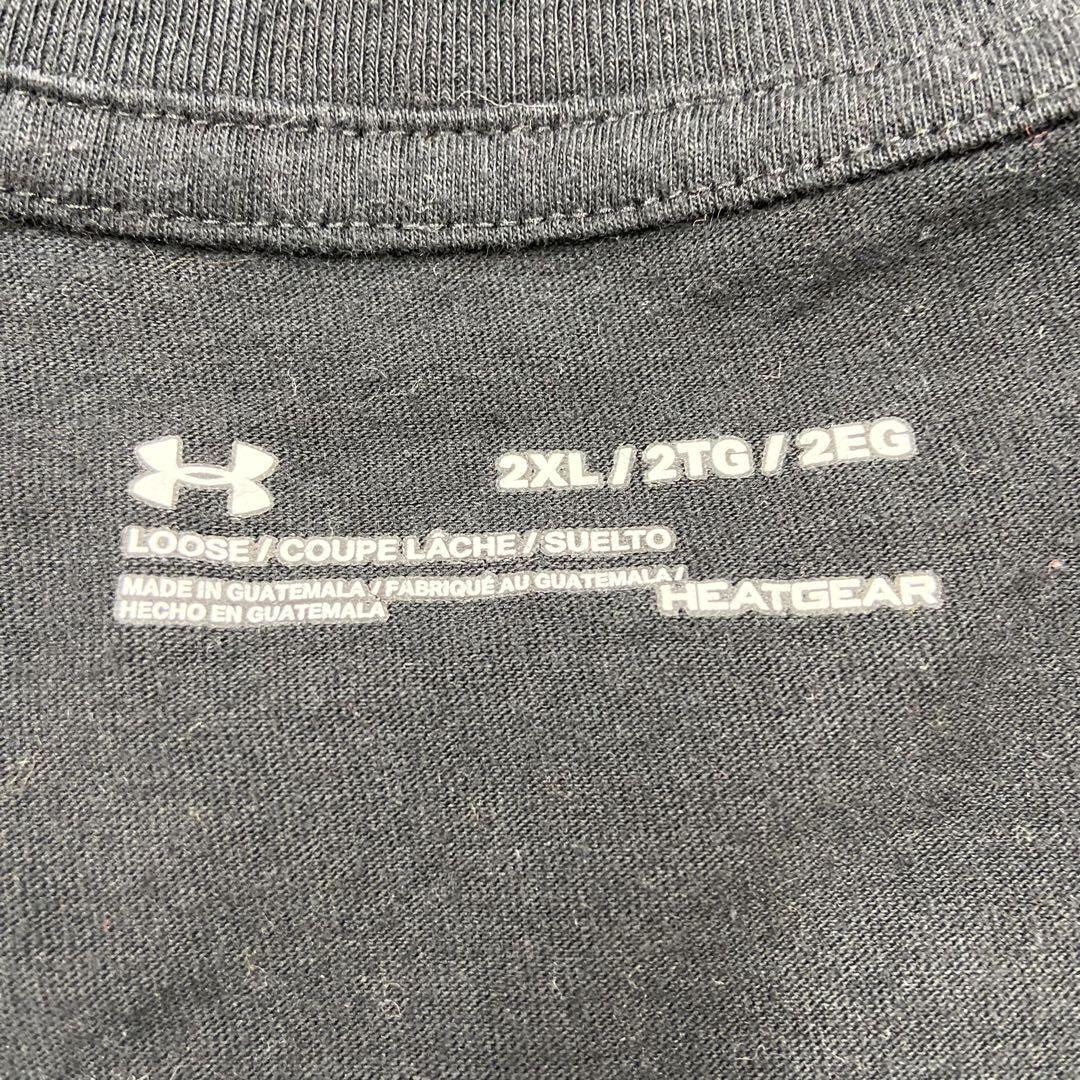 2XL / 2TG / 2EG
LOOSE / COUPE LÂCHE / SUELTO
MADE IN GUATEMALA / FABRIQUÉ AU GUATEMALA /
HECHO EN GUATEMALA
HEATGEAR